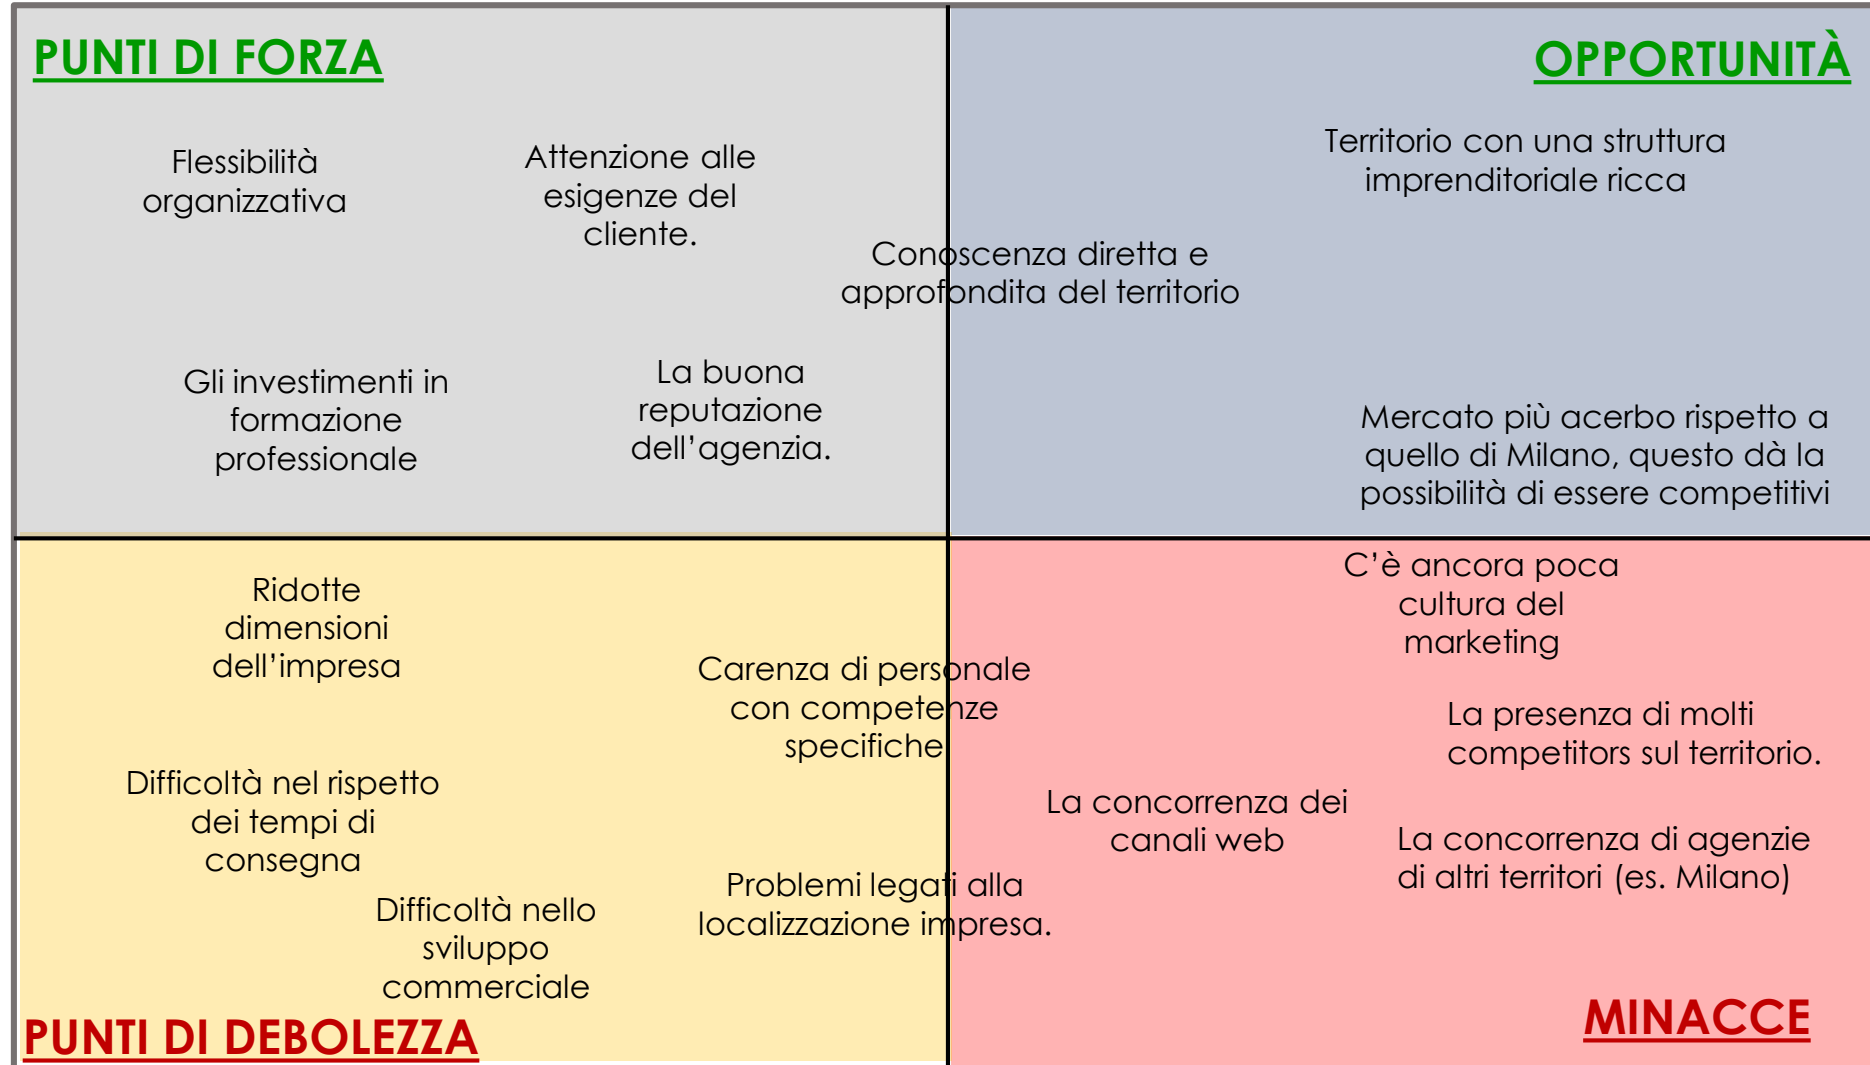 PUNTI DI FORZA
Flessibilità
organizzativa
Attenzione alle
esigenze del
cliente.
Gli investimenti in
formazione
professionale
La buona
reputazione
dell’agenzia.
Conoscenza diretta e
approfondita del territorio
OPPORTUNITÀ
Territorio con una struttura
imprenditoriale ricca
Mercato più acerbo rispetto a
quello di Milano, questo dà la
possibilità di essere competitivi
Ridotte
dimensioni
dell’impresa
Carenza di personale
con competenze
specifiche
Difficoltà nel rispetto
dei tempi di
consegna
Difficoltà nello
sviluppo
commerciale
Problemi legati alla
localizzazione impresa.
PUNTI DI DEBOLEZZA
C’è ancora poca
cultura del
marketing
La presenza di molti
competitors sul territorio.
La concorrenza dei
canali web
La concorrenza di agenzie
di altri territori (es. Milano)
MINACCE